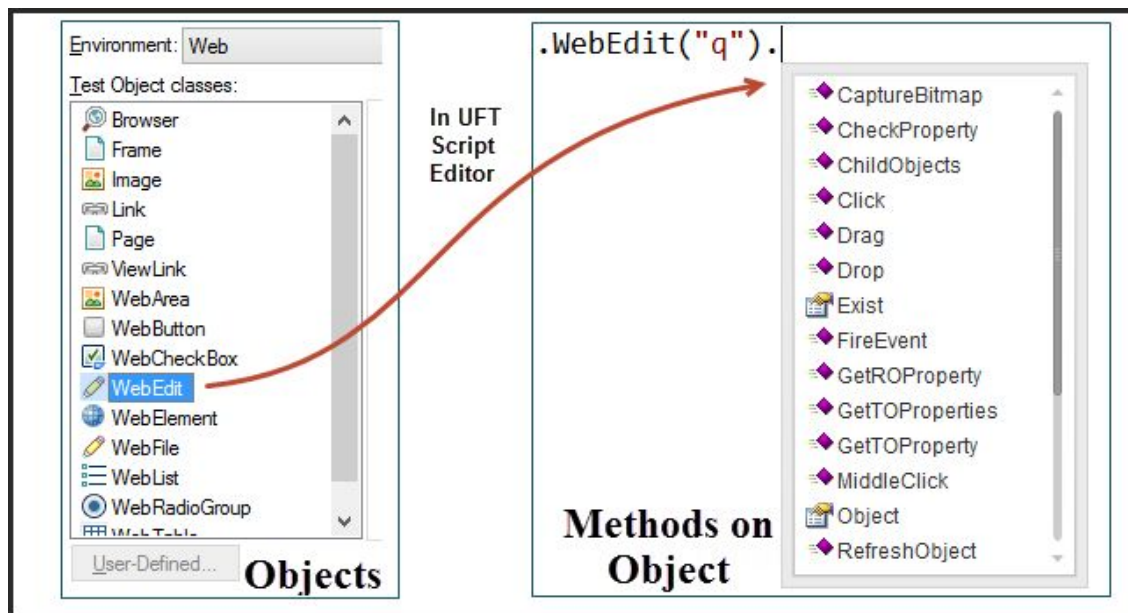 Environment: Web
Test Object classes:
Browser
Frame
Image
Link
Page
ViewLink
WebArea
WebButton
WebCheckBox
WebEdit
WebElement
WebFile
WebList
WebRadioGroup
WebTable
User-Defined...
Objects
In UFT
Script
Editor
.WebEdit("q").
CaptureBitmap
CheckProperty
ChildObjects
Click
Drag
Drop
Exist
FireEvent
GetROProperty
GetTOProperties
GetTOProperty
MiddleClick
Object
RefreshObject
Methods on
Object